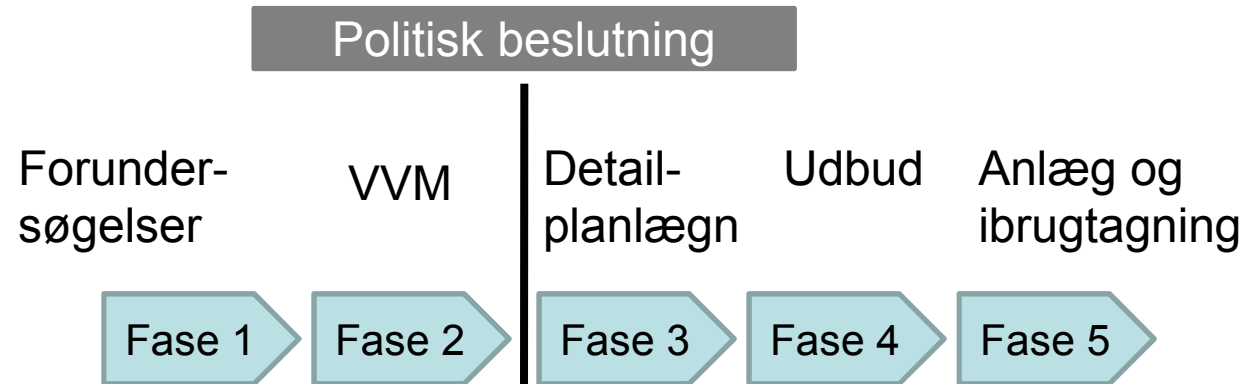 Politisk beslutning
Forunder-
søgelser
VVM
Detail-
planlægn
Udbud
Anlæg og
ibrugtagning
Fase 1
Fase 2
Fase 3
Fase 4
Fase 5